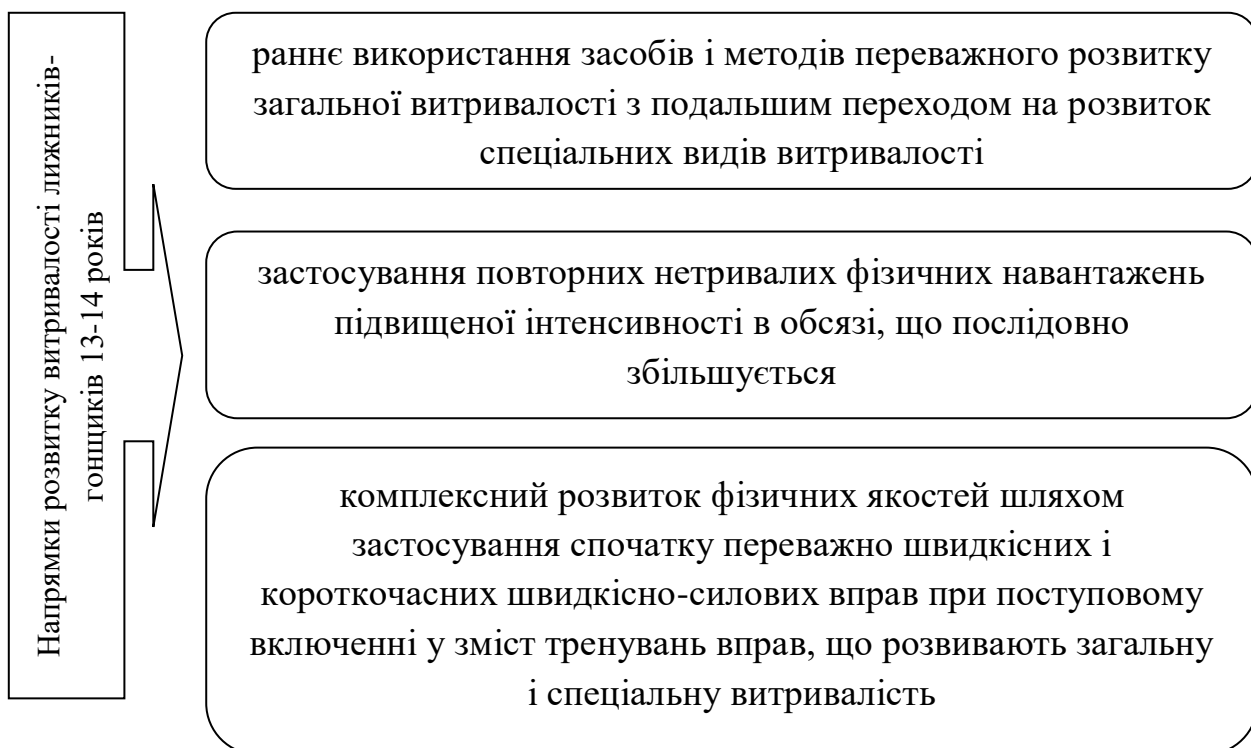 Напрямки розвитку витривалості лижників-
гонщиків 13-14 років
раннє використання засобів і методів переважного розвитку
загальної витривалості з подальшим переходом на розвиток
спеціальних видів витривалості
застосування повторних нетривалих фізичних навантажень
підвищеної інтенсивності в обсязі, що послідовно
збільшується
комплексний розвиток фізичних якостей шляхом
застосування спочатку переважно швидкісних і
короткочасних швидкісно-силових вправ при поступовому
включенні у зміст тренувань вправ, що розвивають загальну
і спеціальну витривалість